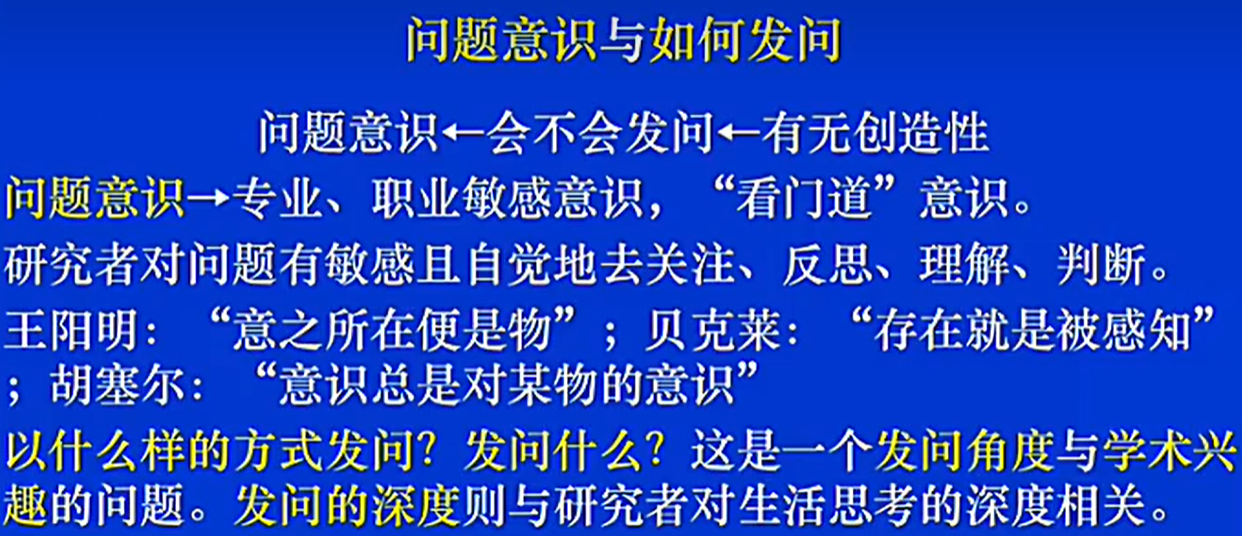 问题意识与如何发问
问题意识←会不会发问←有无创造性
问题意识→专业、职业敏感意识，“看门道”意识。
研究者对问题有敏感且自觉地去关注、反思、理解、判断。
王阳明：“意之所在便是物”；贝克莱：“存在就是被感知”
；胡塞尔：“意识总是对某物的意识”
以什么样的方式发问？发问什么？这是一个发问角度与学术兴
趣的问题。发问的深度则与研究者对生活思考的深度相关。